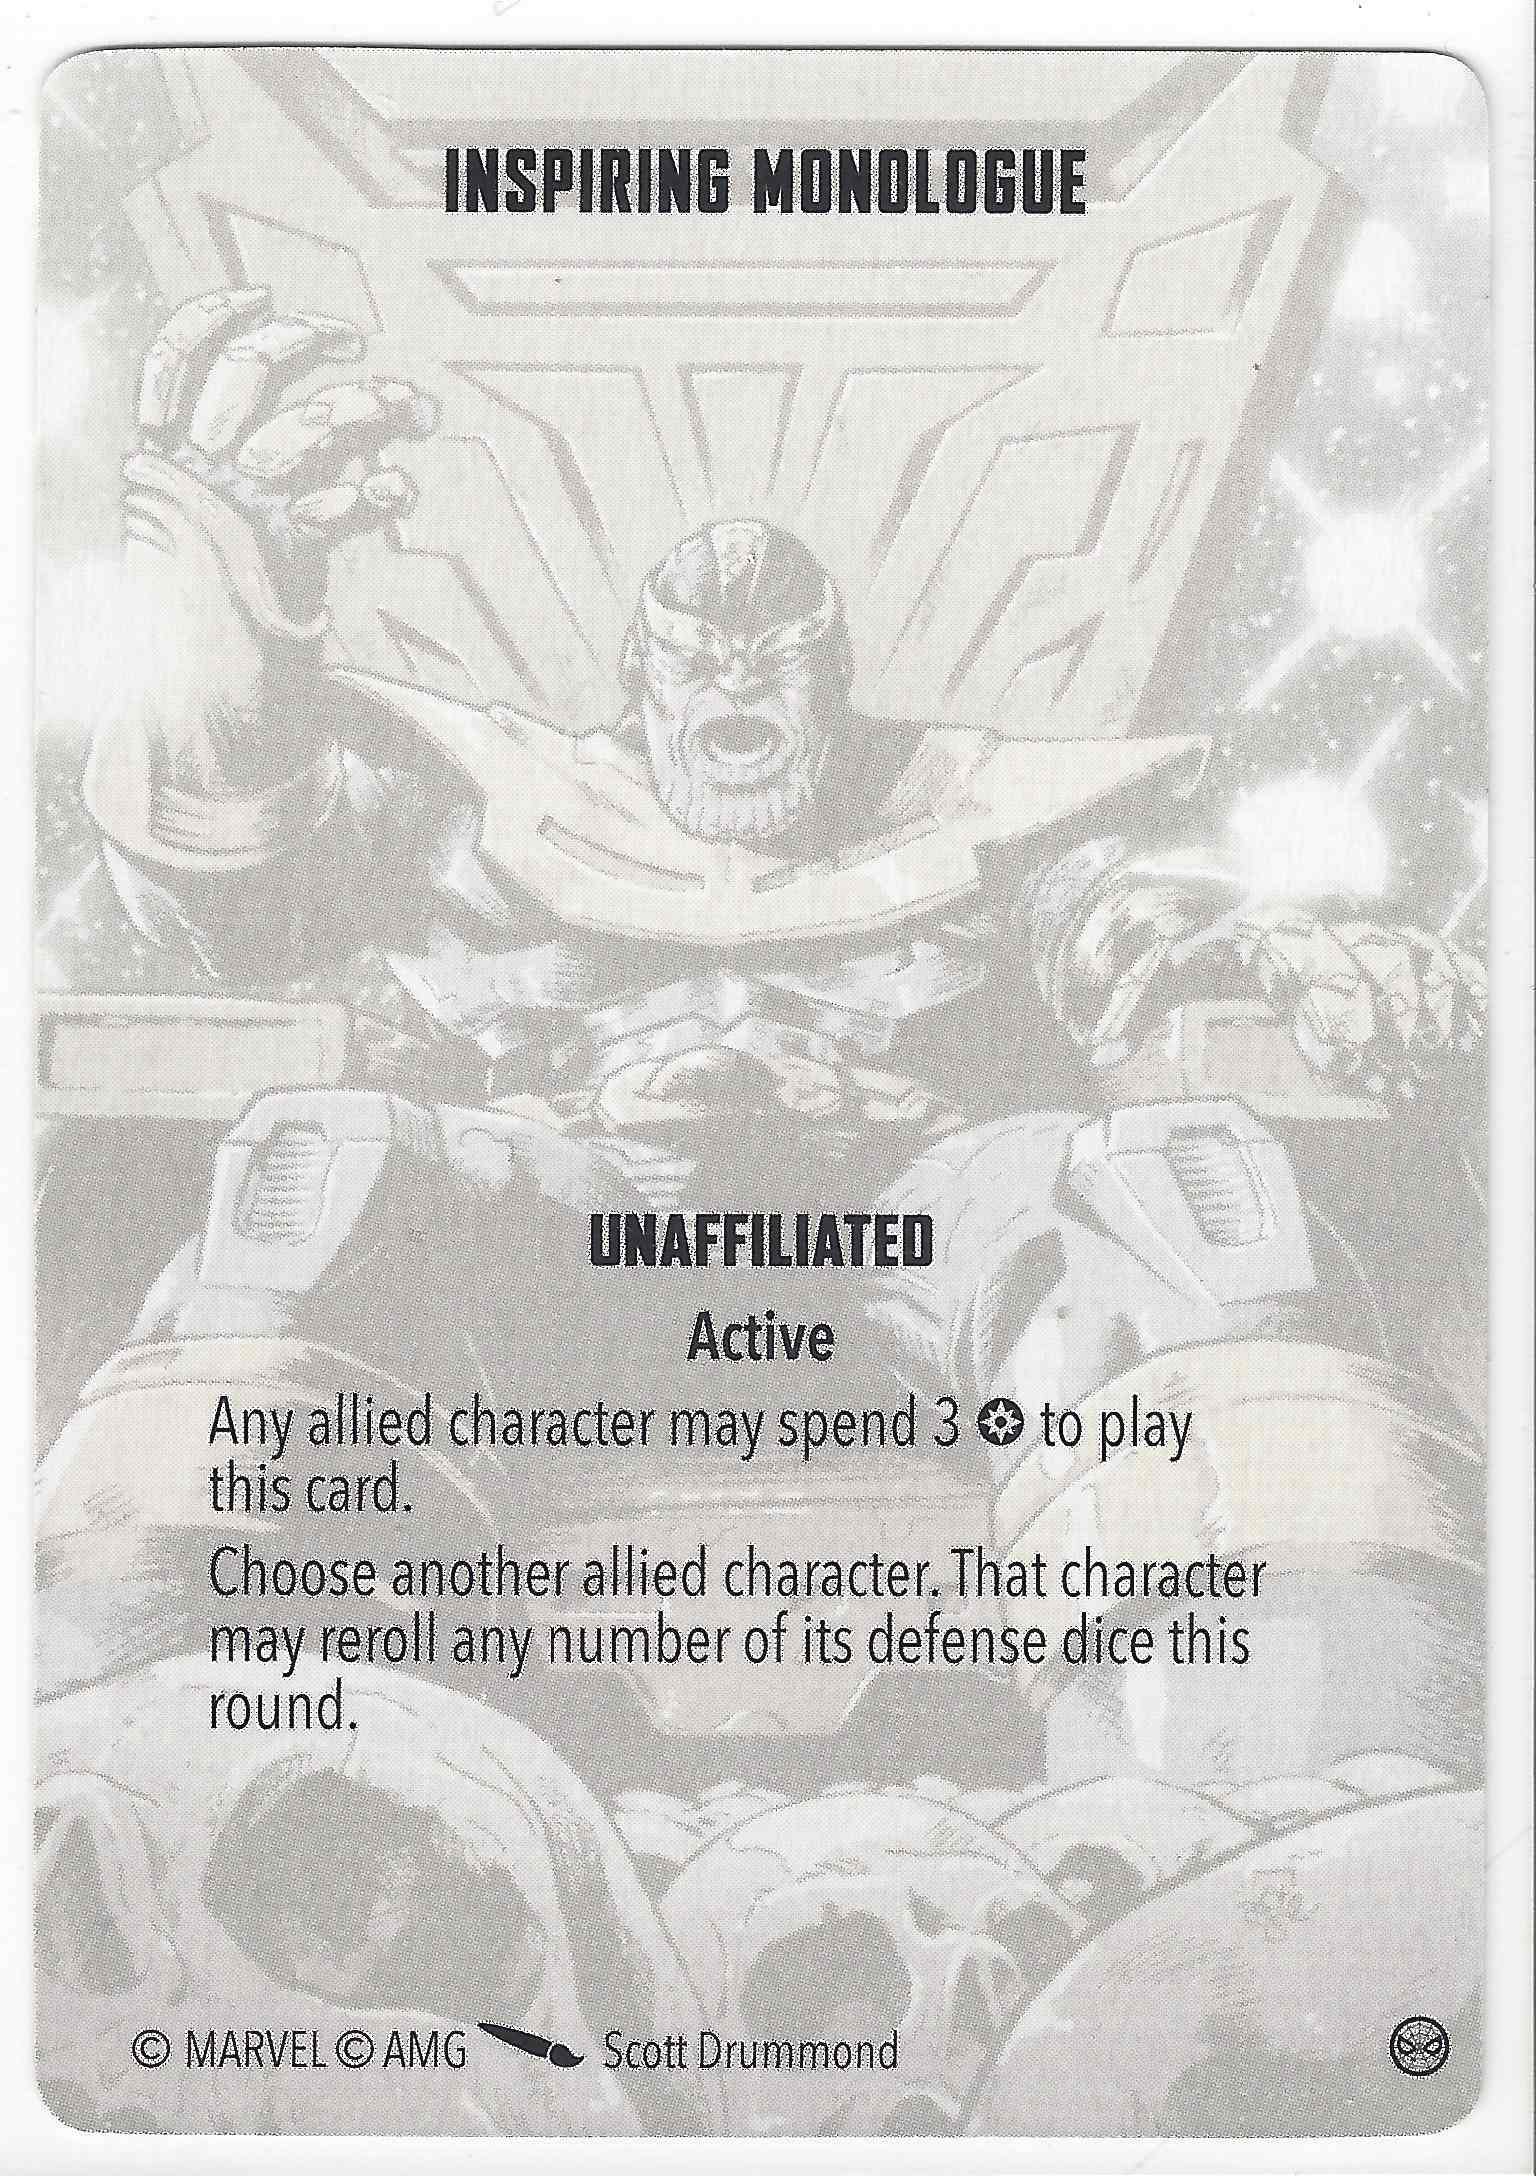 INSPIRING MONOLOGUE
UNAFFILIATED
Active
Any allied character may spend 3 to play
this card.
Choose another allied character. That character
may reroll any number of its defense dice this
round.
© MARVEL © AMG Scott Drummond